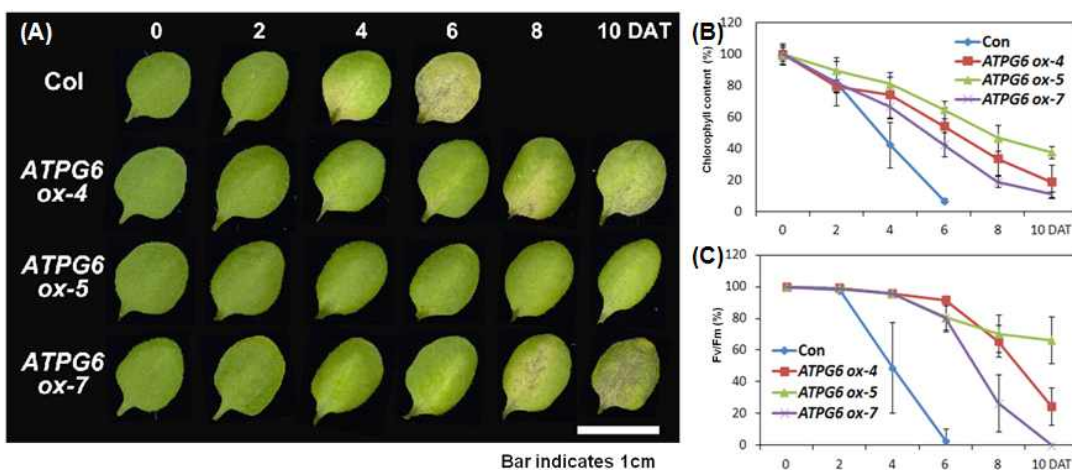 (A)
0 2 4 6 8 10 DAT
Col
ATPG6
ox-4
ATPG6
ox-5
ATPG6
ox-7
Bar indicates 1cm
(B)
Chlorophyll content (%)
120
100
80
60
40
20
0
0 2 4 6 8 10 DAT
Con
ATPG6 ox-4
ATPG6 ox-5
ATPG6 ox-7
(C)
Fv/Fm (%)
120
100
80
60
40
20
0
0 2 4 6 8 10 DAT
Con
ATPG6 ox-4
ATPG6 ox-5
ATPG6 ox-7